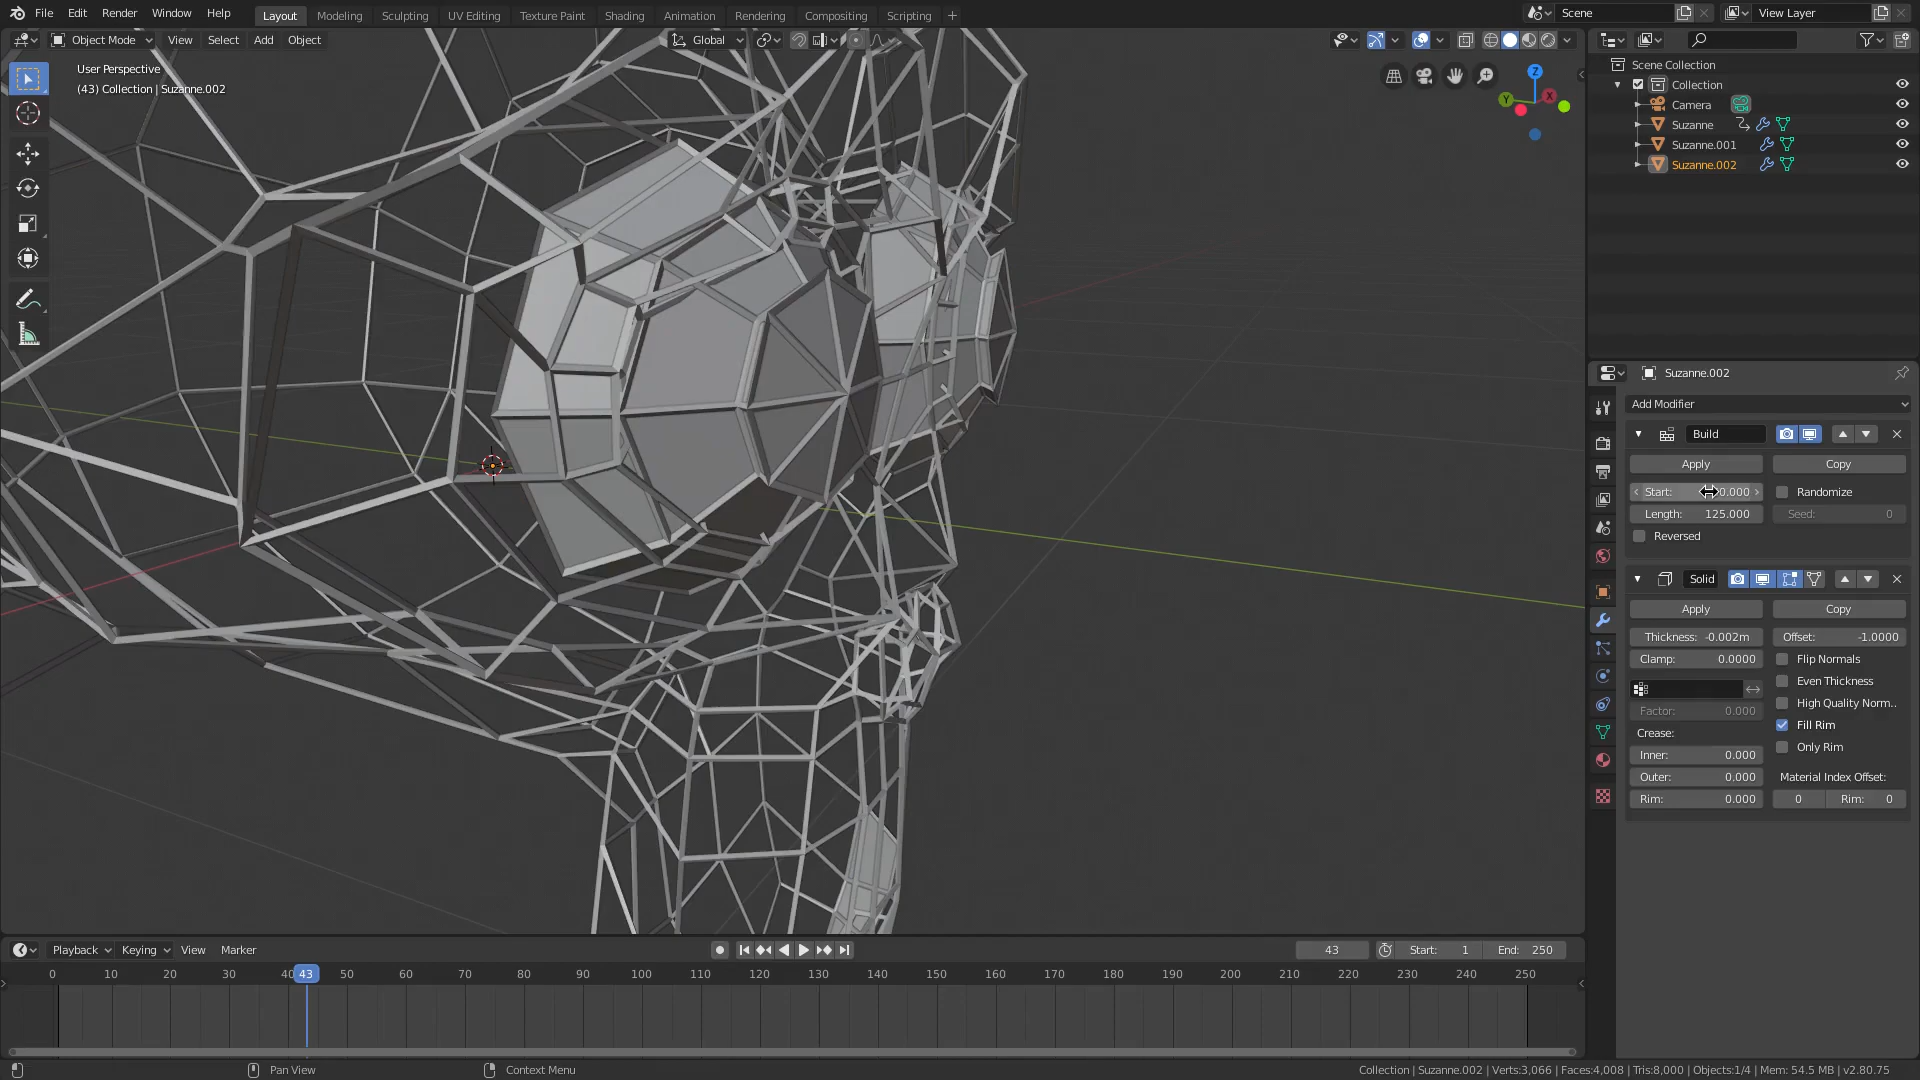 File Edit Render Window Help
Layout Modeling Sculpting UV Editing Texture Paint Shading Animation Rendering Compositing Scripting +
Scene
View Layer
Object Mode View Select Add Object
Global
User Perspective
(43) Collection | Suzanne.002
Z
Y
X
Scene Collection
Collection
Camera
Suzanne
Suzanne.001
Suzanne.002
Suzanne.002
Add Modifier
Build
Apply Copy
Start: 0.000 Randomize
Length: 125.000 Seed: 0
Reversed
Solid
Apply Copy
Thickness: -0.002m Offset: -1.0000
Clamp: 0.0000 Flip Normals
Even Thickness
High Quality Norm..
Factor: 0.000
Fill Rim
Crease:
Only Rim
Inner: 0.000
Outer: 0.000 Material Index Offset:
Rim: 0.000 0 Rim: 0
Playback Keying View Marker
43 Start: 1 End: 250
0 10 20 30 40 43 50 60 70 80 90 100 110 120 130 140 150 160 170 180 190 200 210 220 230 240 250
Pan View Context Menu
Collection | Suzanne.002 | Verts:3,066 | Faces:4,008 | Tris:8,000 | Objects:1/4 | Mem: 54.5 MB | v2.80.75